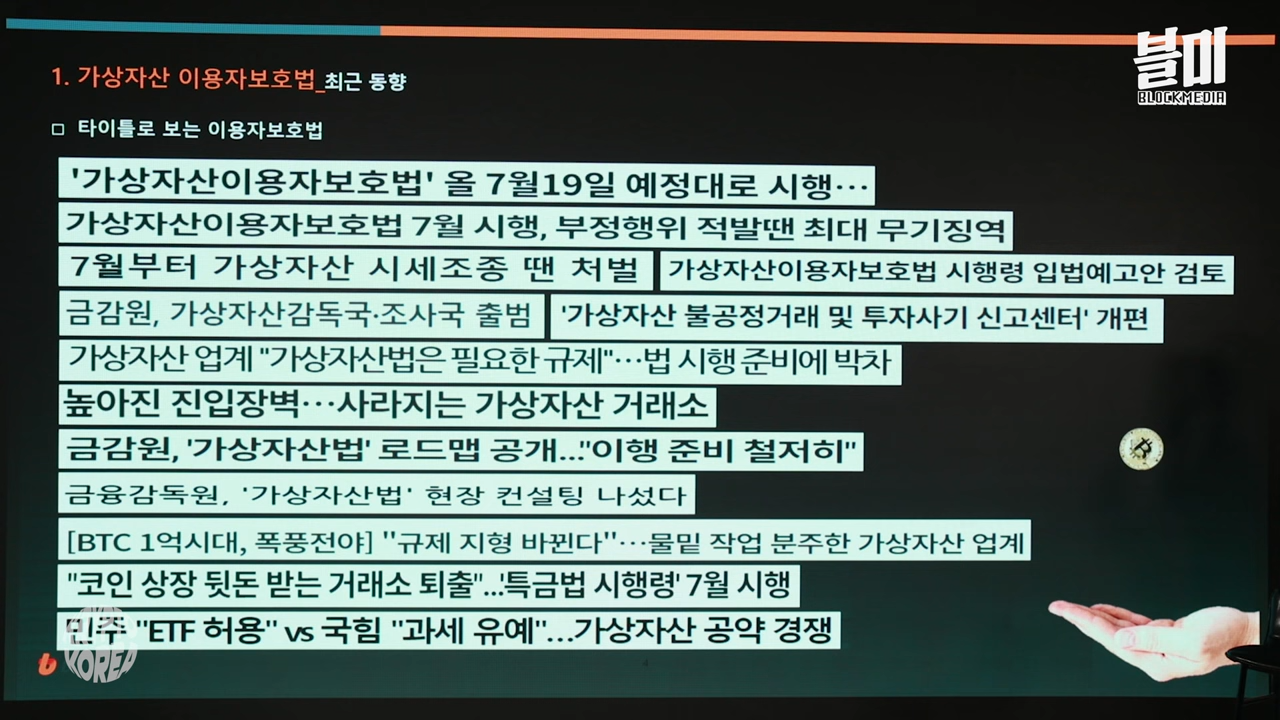 블미
BLOCKMEDIA
1. 가상자산 이용자보호법_최근 동향
□ 타이틀로 보는 이용자보호법
'가상자산이용자보호법' 올 7월19일 예정대로 시행…
가상자산이용자보호법 7월 시행, 부정행위 적발땐 최대 무기징역
7월부터 가상자산 시세조종 땐 처벌
가상자산이용자보호법 시행령 입법예고안 검토
금감원, 가상자산감독국·조사국 출범
'가상자산 불공정거래 및 투자사기 신고센터' 개편
가상자산 업계 "가상자산법은 필요한 규제"…법 시행 준비에 박차
높아진 진입장벽…사라지는 가상자산 거래소
금감원, '가상자산법' 로드맵 공개..."이행 준비 철저히"
금융감독원, '가상자산법' 현장 컨설팅 나섰다
[BTC 1억시대, 폭풍전야] "규제 지형 바뀐다"…물밑 작업 분주한 가상자산 업계
"코인 상장 뒷돈 받는 거래소 퇴출"...'특금법 시행령' 7월 시행
민주 "ETF 허용" vs 국힘 "과세 유예"...가상자산 공약 경쟁
KOREA